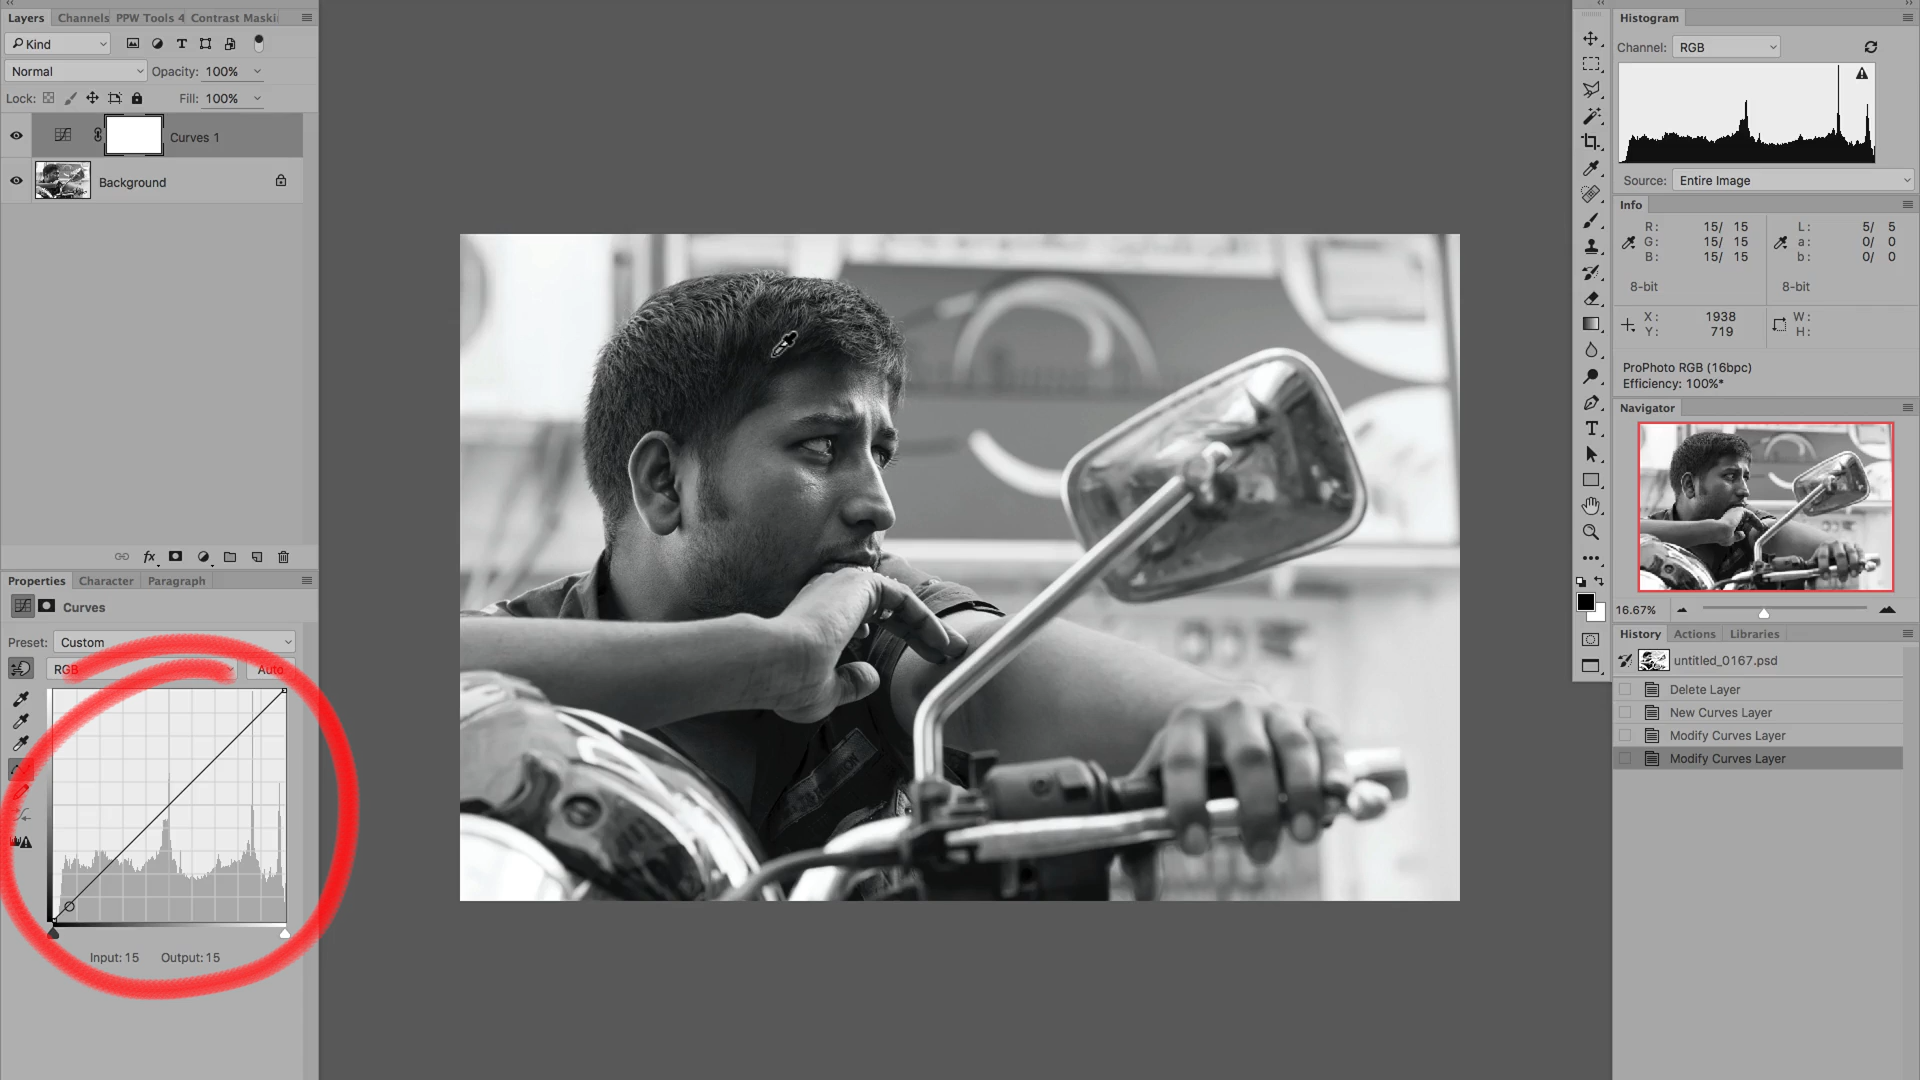 Layers Channels PPW Tools 4 Contrast Maski
Kind
Normal Opacity: 100%
Lock: Fill: 100%
Curves 1
Background
fx
Properties Character Paragraph
Curves
Preset: Custom
RGB Auto
Input: 15 Output: 15
Histogram
Channel: RGB
Source: Entire Image
Info
R: 15/ 15 L: 5/ 5
G: 15/ 15 a: 0/ 0
B: 15/ 15 b: 0/ 0
8-bit 8-bit
X: 1938 W:
Y: 719 H:
ProPhoto RGB (16bpc)
Efficiency: 100%*
Navigator
16.67%
History Actions Libraries
untitled_0167.psd
Delete Layer
New Curves Layer
Modify Curves Layer
Modify Curves Layer